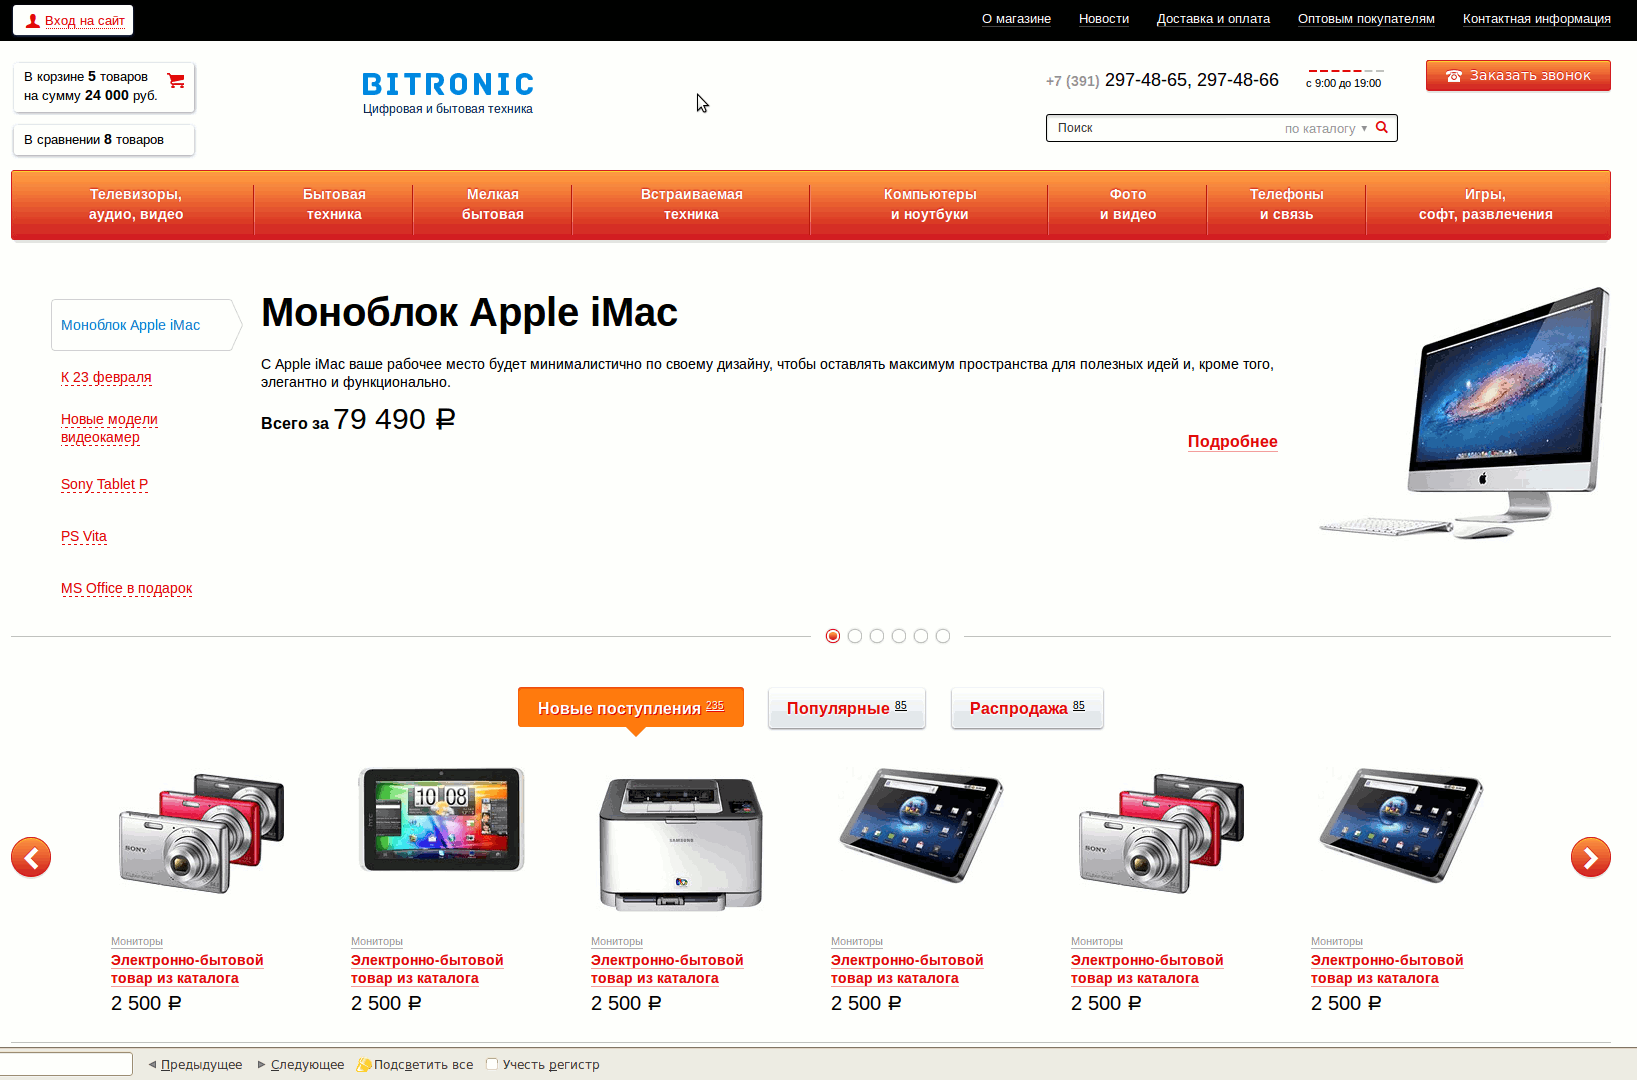 Вход на сайт
О магазине
Новости
Доставка и оплата
Оптовым покупателям
Контактная информация
В корзине 5 товаров
на сумму 24 000 руб.
В сравнении 8 товаров
BITRONIC
Цифровая и бытовая техника
+7 (391) 297-48-65, 297-48-66
с 9:00 до 19:00
Заказать звонок
Поиск
по каталогу
Телевизоры,
аудио, видео
Бытовая
техника
Мелкая
бытовая
Встраиваемая
техника
Компьютеры
и ноутбуки
Фото
и видео
Телефоны
и связь
Игры,
софт, развлечения
Моноблок Apple iMac
К 23 февраля
Новые модели
видеокамер
Sony Tablet P
PS Vita
MS Office в подарок
Моноблок Apple iMac
С Apple iMac ваше рабочее место будет минималистично по своему дизайну, чтобы оставлять максимум пространства для полезных идей и, кроме того,
элегантно и функционально.
Всего за 79 490 ₽
Подробнее
Новые поступления 235
Популярные 85
Распродажа 85
SONY
10 08
SAMSUNG
SONY
Мониторы
Электронно-бытовой
товар из каталога
2 500 ₽
Мониторы
Электронно-бытовой
товар из каталога
2 500 ₽
Мониторы
Электронно-бытовой
товар из каталога
2 500 ₽
Мониторы
Электронно-бытовой
товар из каталога
2 500 ₽
Мониторы
Электронно-бытовой
товар из каталога
2 500 ₽
Мониторы
Электронно-бытовой
товар из каталога
2 500 ₽
Предыдущее
Следующее
Подсветить все
Учесть регистр